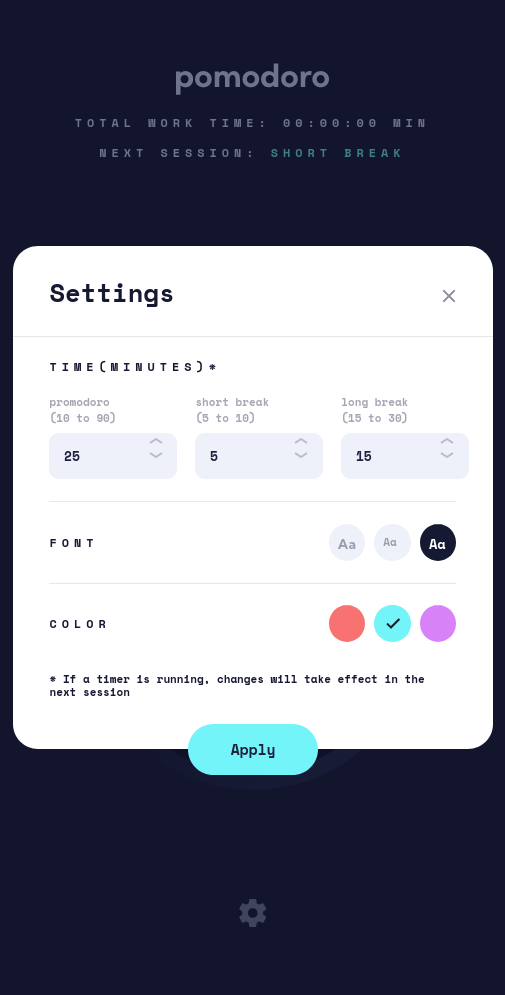 pomodoro
TOTAL WORK TIME: 00:00:00 MIN
NEXT SESSION: SHORT BREAK
Settings
TIME(MINUTES)*
pomodoro short break long break
(10 to 90) (5 to 10) (15 to 30)
25 5 15
FONT Aa Aa Aa
COLOR
* If a timer is running, changes will take effect in the
next session
Apply